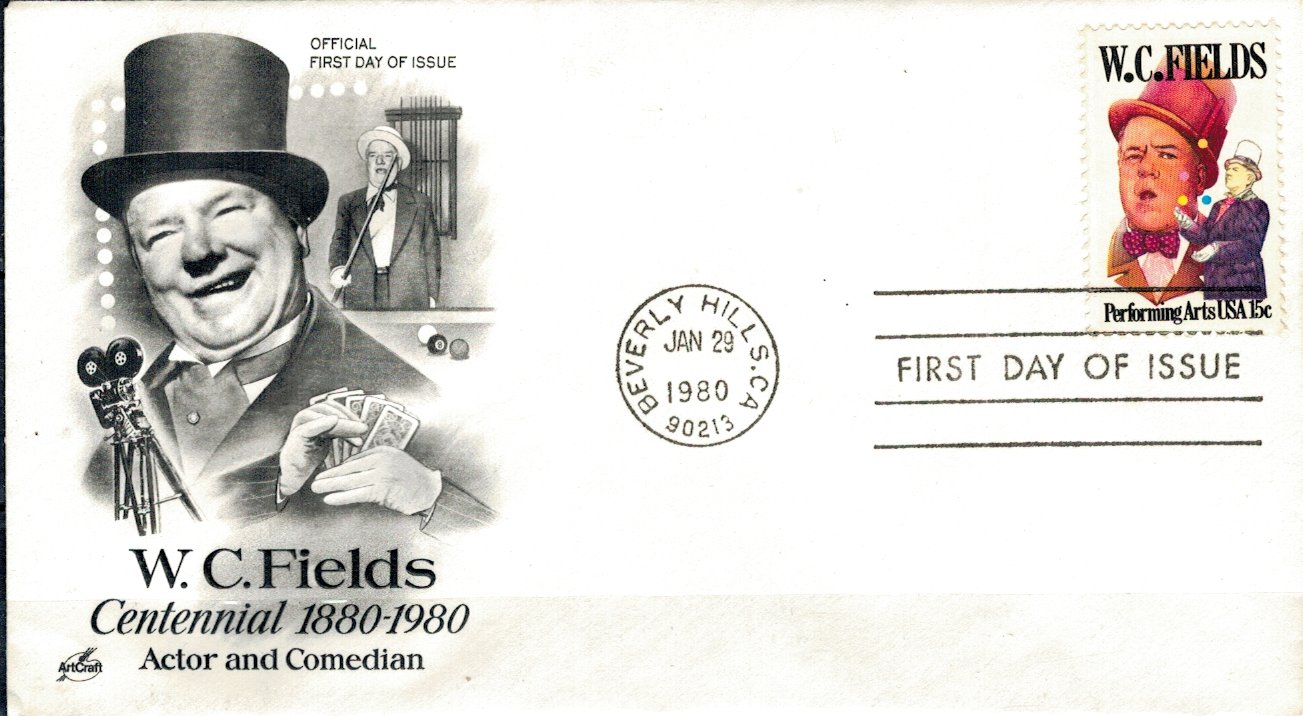 OFFICIAL
FIRST DAY OF ISSUE
W.C.FIELDS
Performing Arts USA 15c
BEVERLY HILLS.CA
JAN 29
1980
90213
FIRST DAY OF ISSUE
8
W.C.Fields
Centennial 1880-1980
Actor and Comedian
ArtCraft